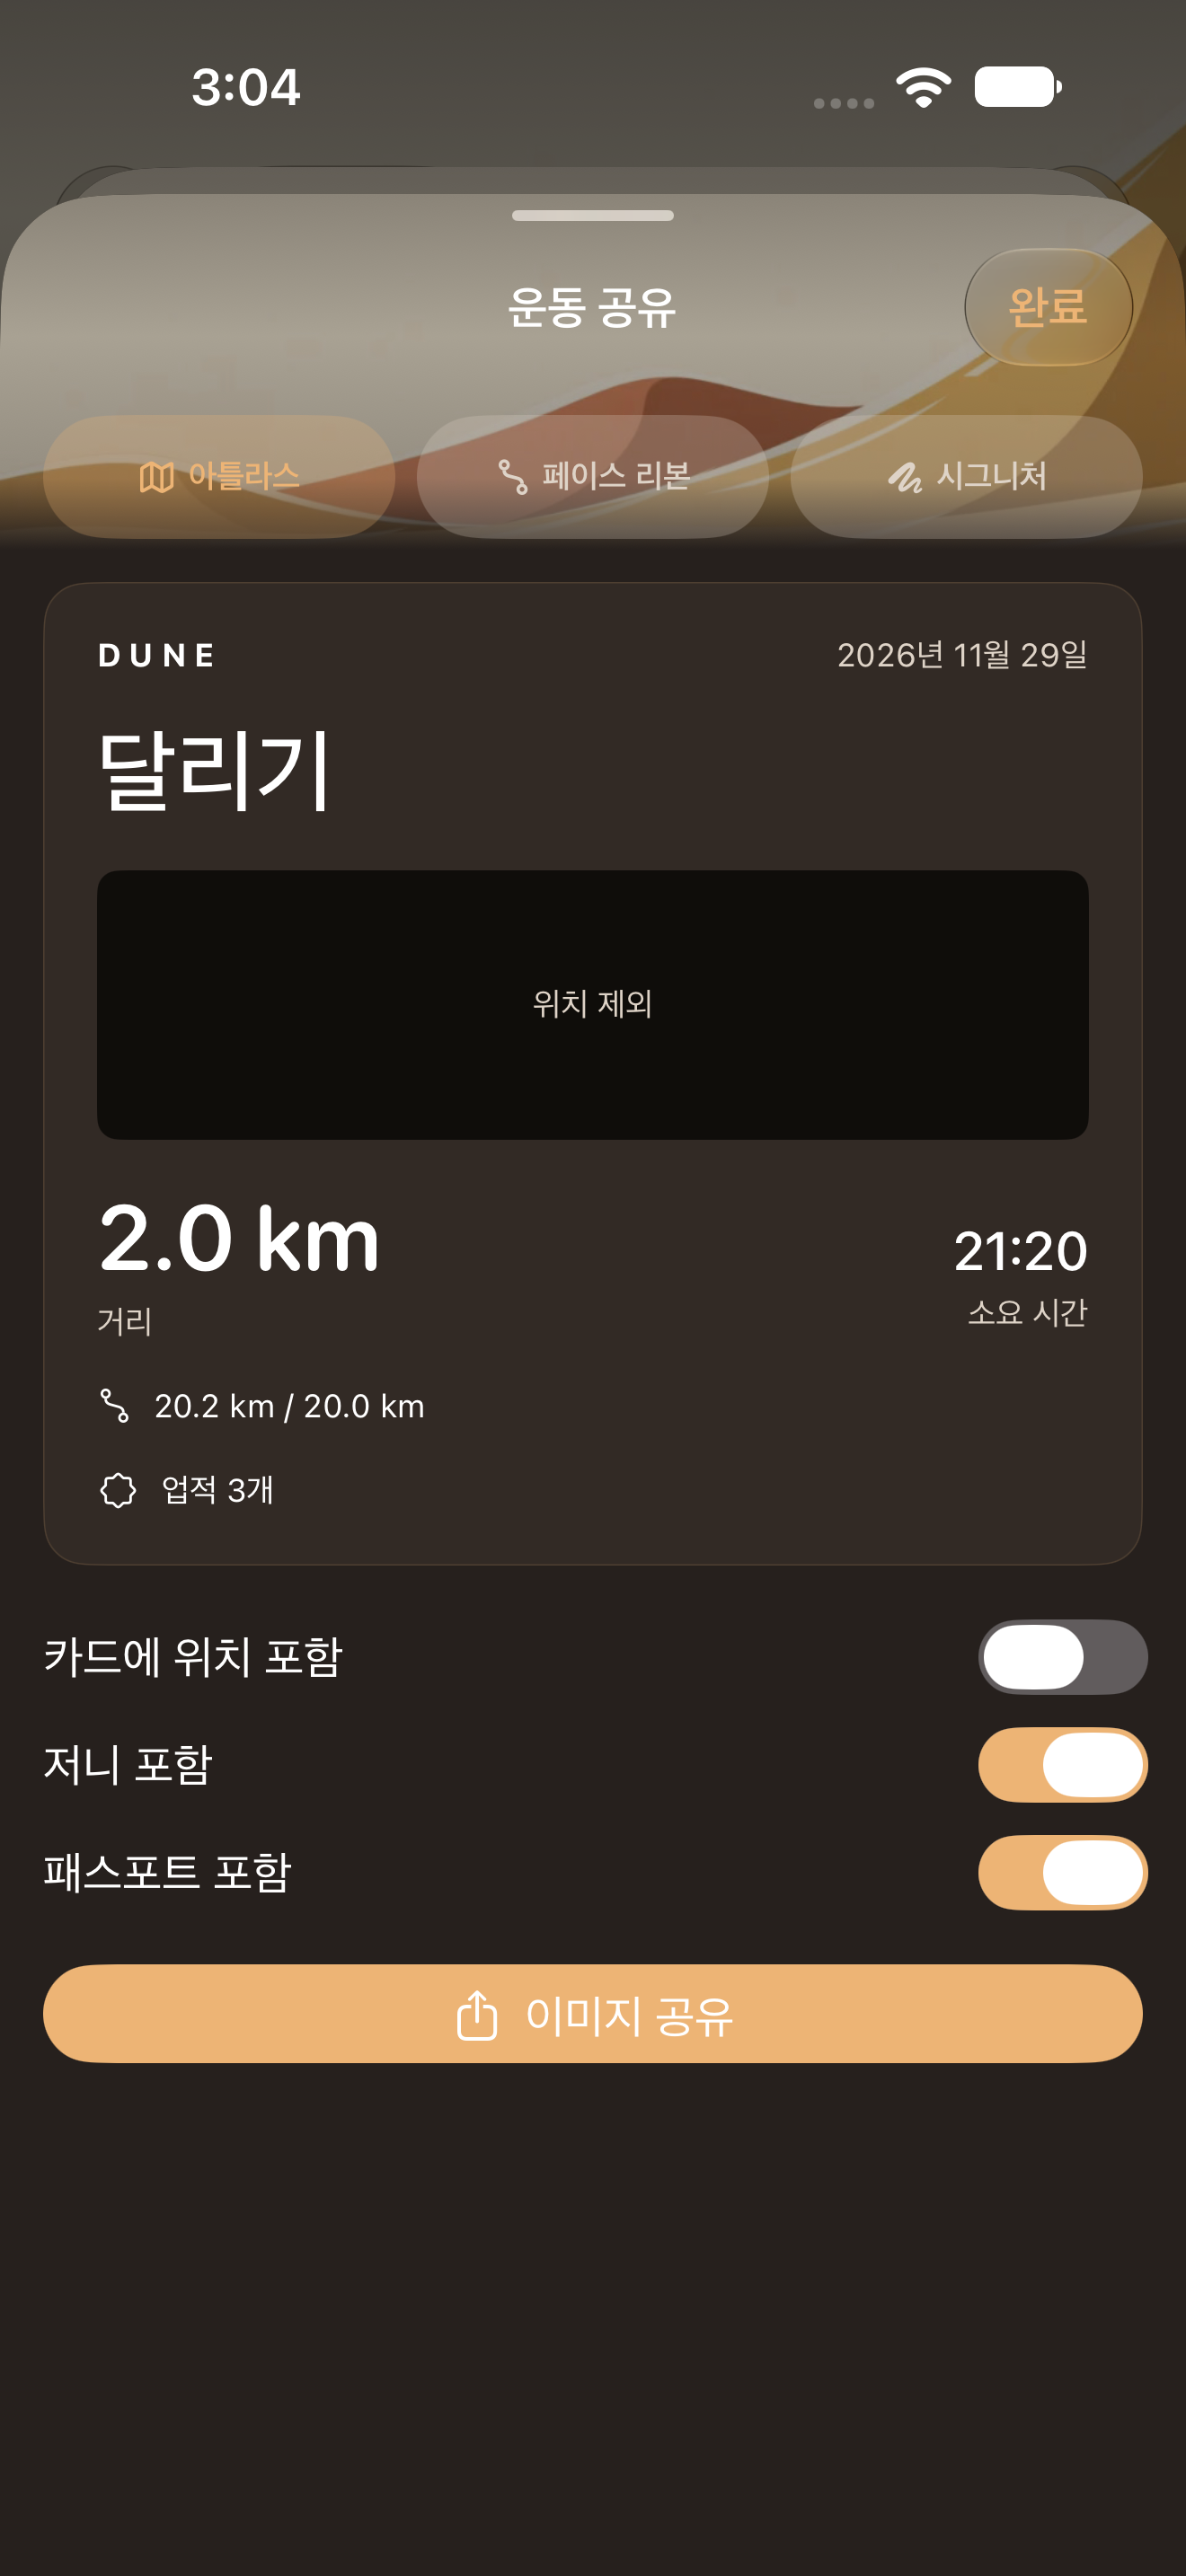 3:04
운동 공유
완료
아틀라스
페이스 리본
시그니처
DUNE
2026년 11월 29일
달리기
위치 제외
2.0 km
21:20
거리
소요 시간
20.2 km / 20.0 km
업적 3개
카드에 위치 포함
저니 포함
패스포트 포함
이미지 공유